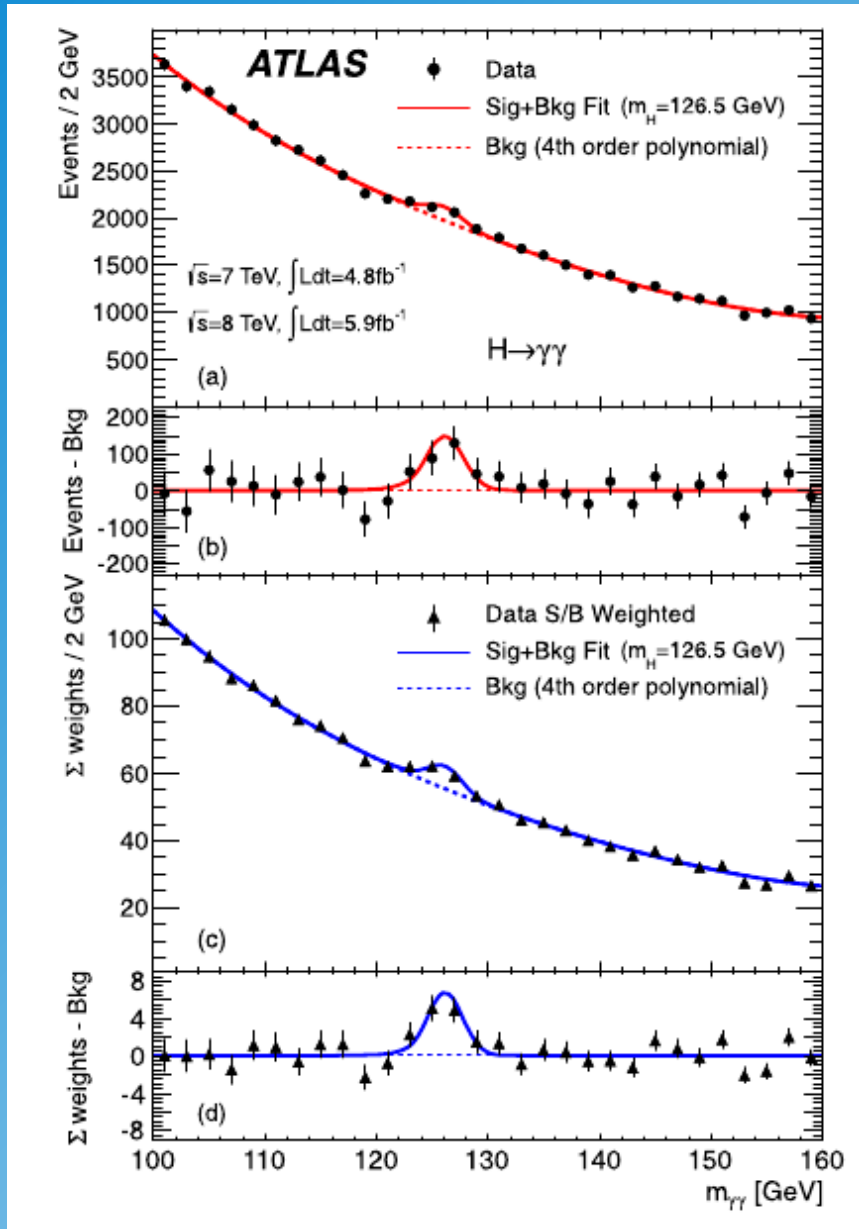 ATLAS
Data
Sig+Bkg Fit (mH=126.5 GeV)
Bkg (4th order polynomial)
Events / 2 GeV
3500
3000
2500
2000
1500
1000
500
√s=7 TeV, ∫Ldt=4.8fb-1
√s=8 TeV, ∫Ldt=5.9fb-1
H→γγ
(a)
Events - Bkg
200
100
0
-100
-200
(b)
Σ weights / 2 GeV
100
80
60
40
20
Data S/B Weighted
Sig+Bkg Fit (mH=126.5 GeV)
Bkg (4th order polynomial)
(c)
Σ weights - Bkg
8
4
0
-4
-8
(d)
100 110 120 130 140 150 160
mγγ [GeV]